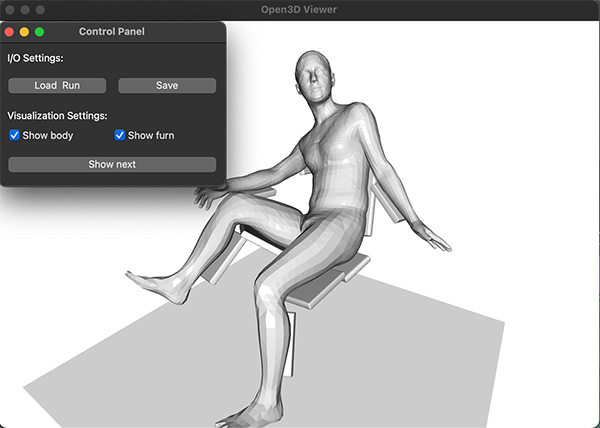 Open3D Viewer
Control Panel
I/O Settings:
Load Run
Save
Visualization Settings:
Show body
Show furn
Show next